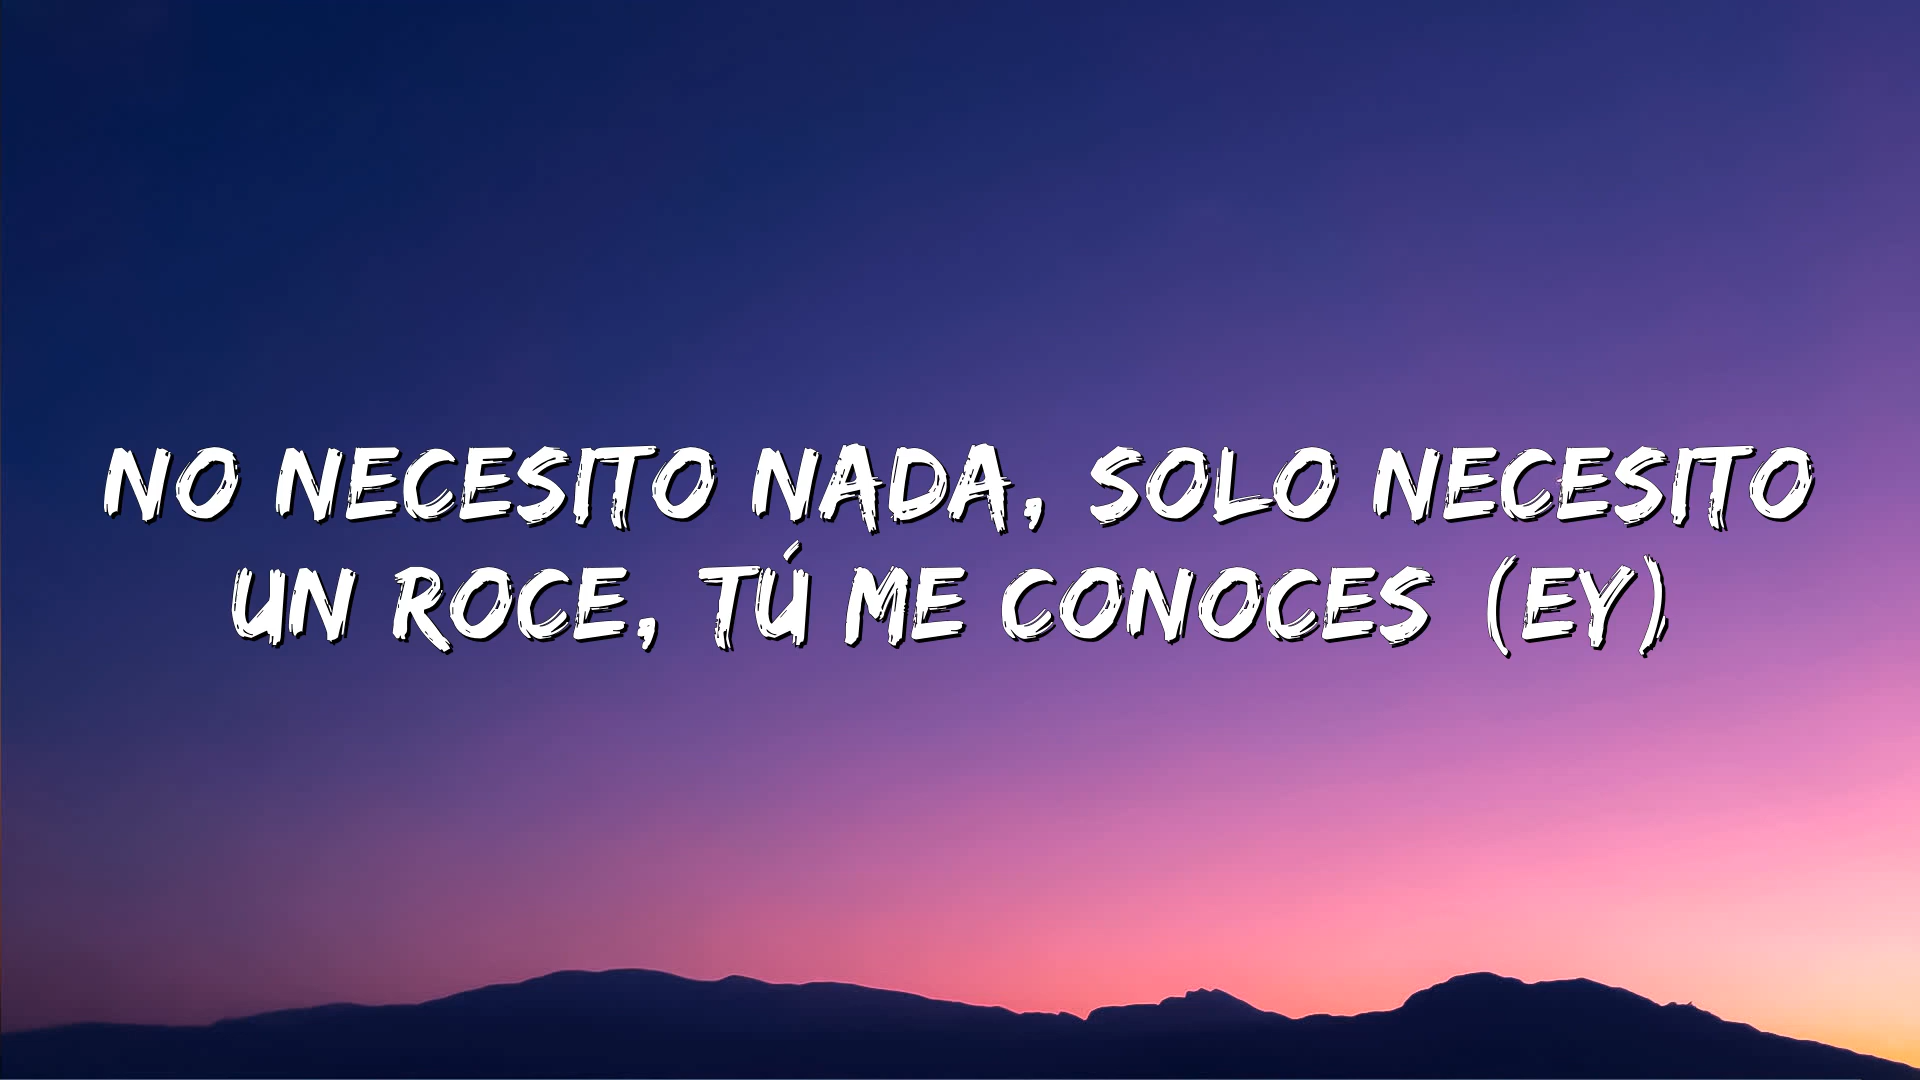 NO NECESITO NADA, SOLO NECESITO
UN ROCE, TÚ ME CONOCES (EY)